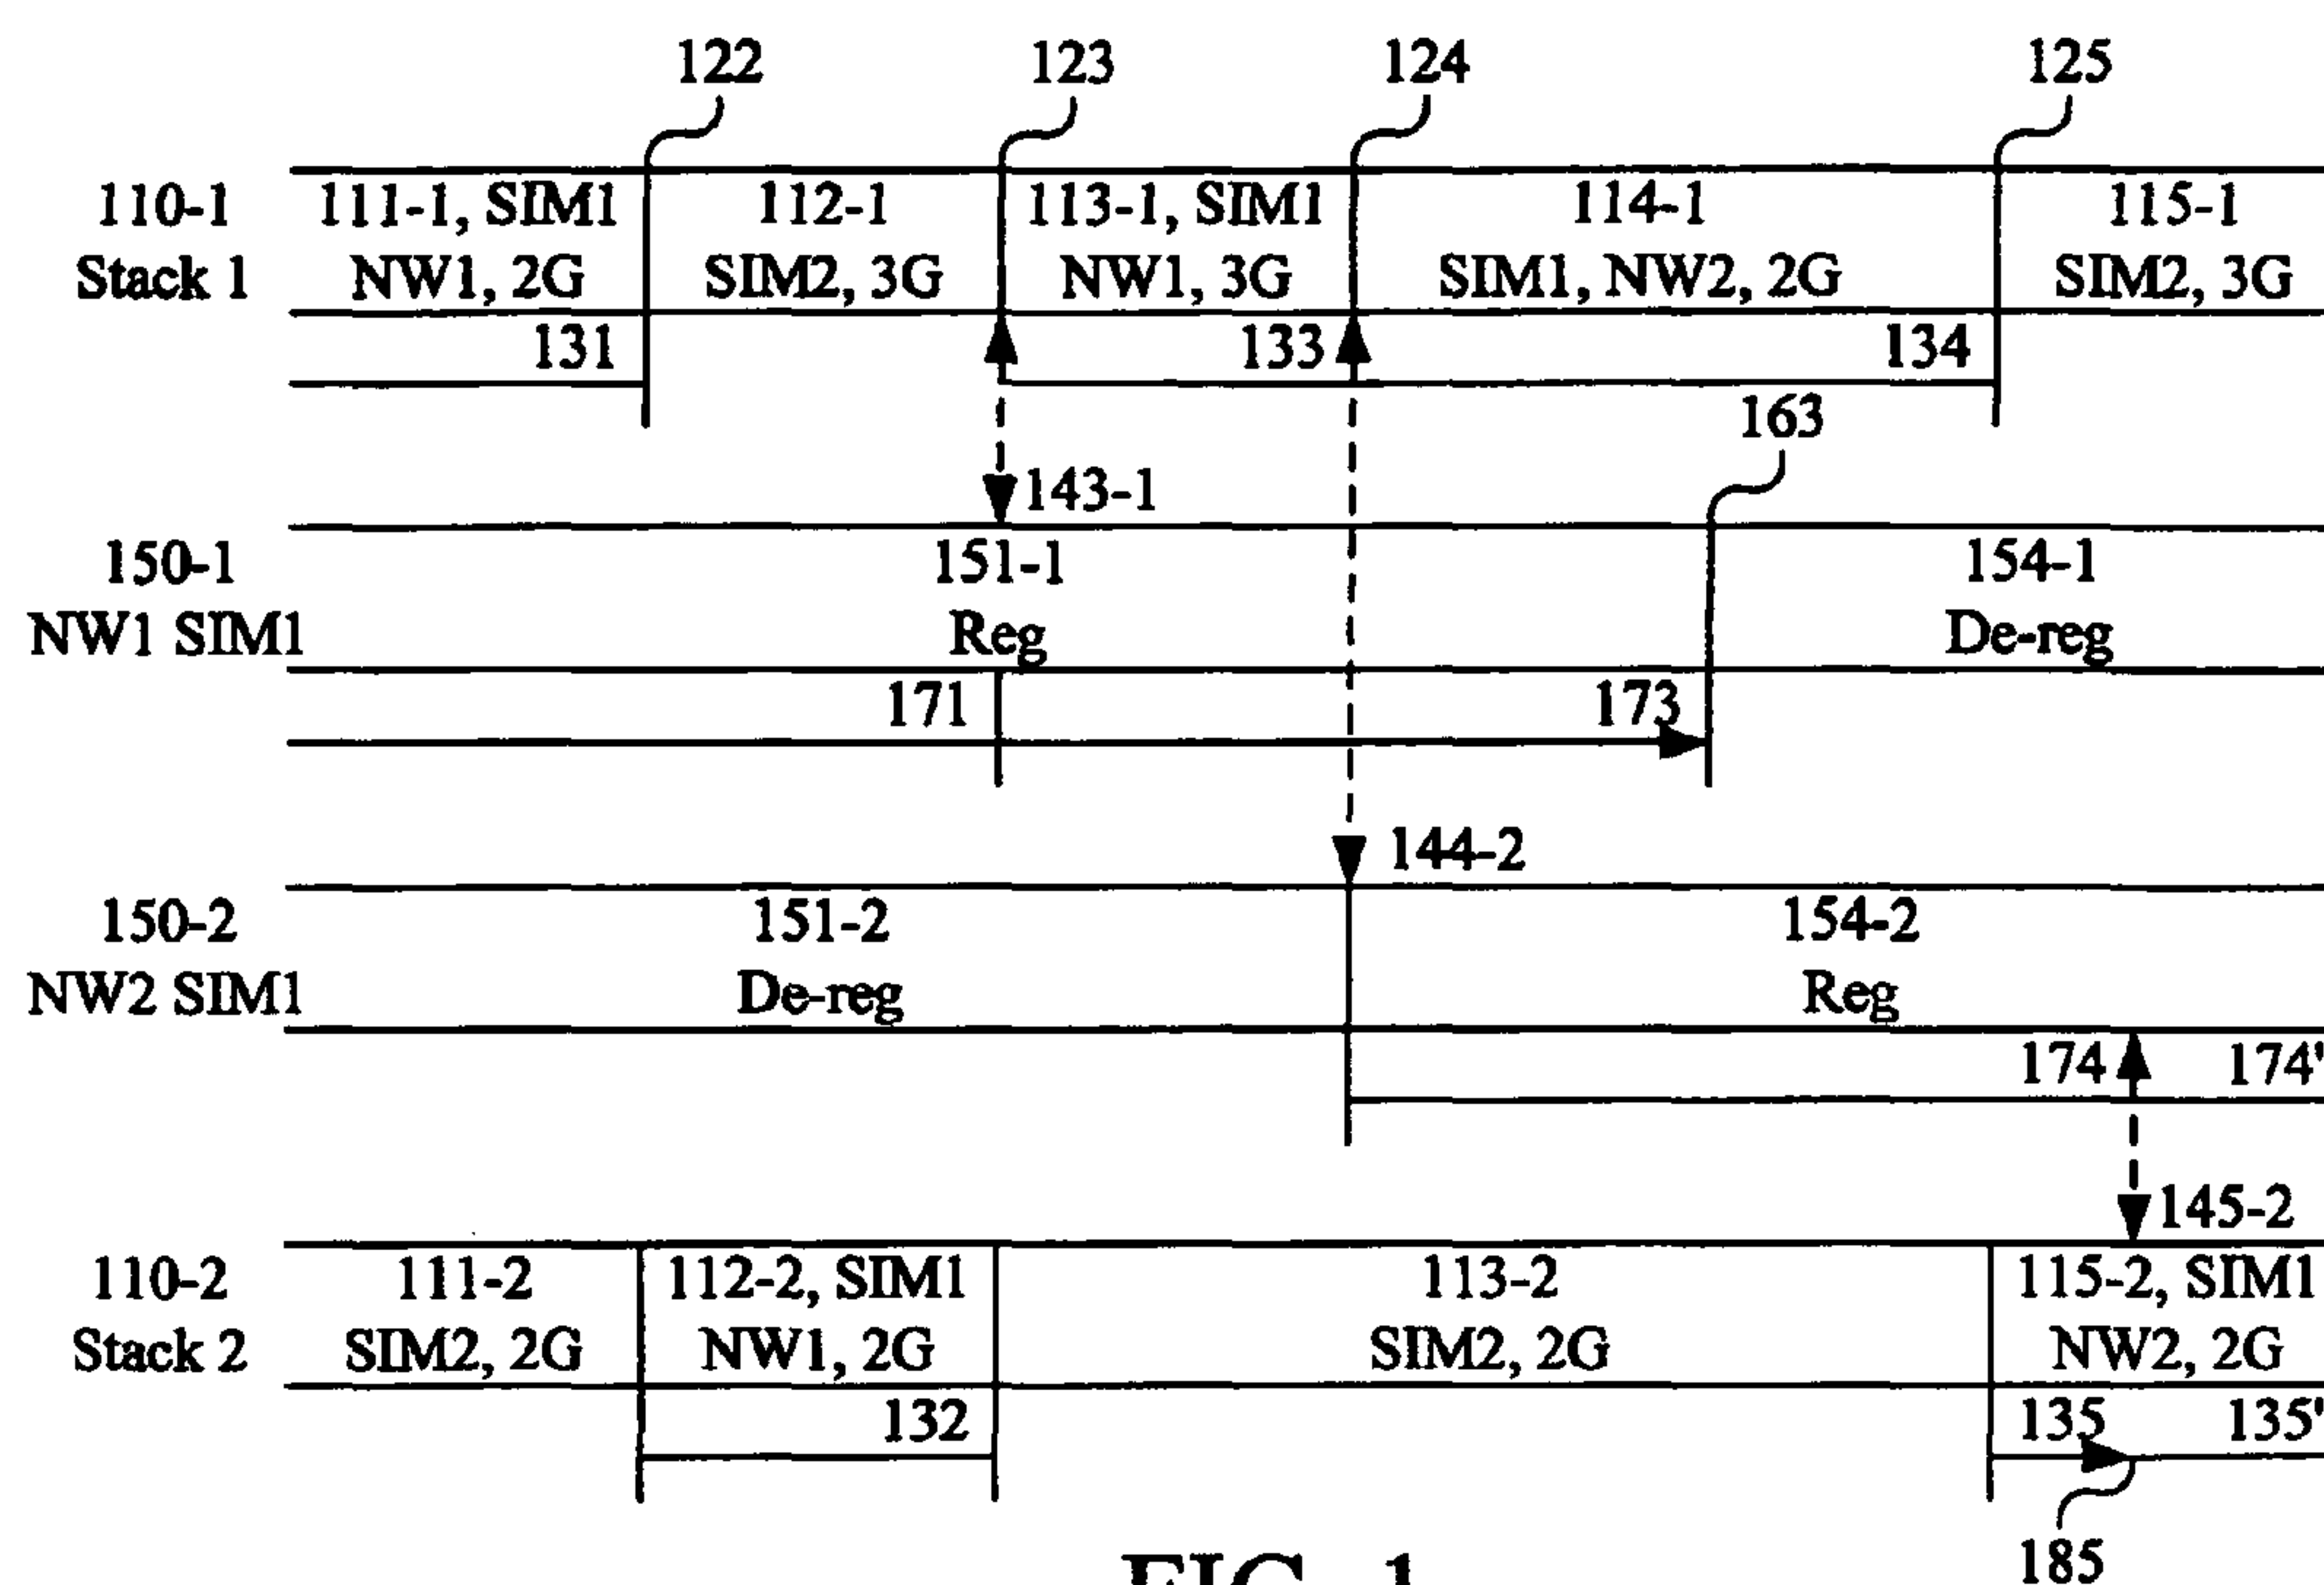 122 123 124 125
110-1 111-1, SIM1 112-1 113-1, SIM1 114-1 115-1
Stack 1 NW1, 2G SIM2, 3G NW1, 3G SIM1, NW2, 2G SIM2, 3G
131 133 134
163
143-1
150-1 151-1 154-1
NW1 SIM1 Reg De-reg
171 173
144-2
150-2 151-2 154-2
NW2 SIM1 De-reg Reg
174 174'
145-2
110-2 111-2 112-2, SIM1 113-2 115-2, SIM1
Stack 2 SIM2, 2G NW1, 2G SIM2, 2G NW2, 2G
132 135 135'
185
FIG. 1